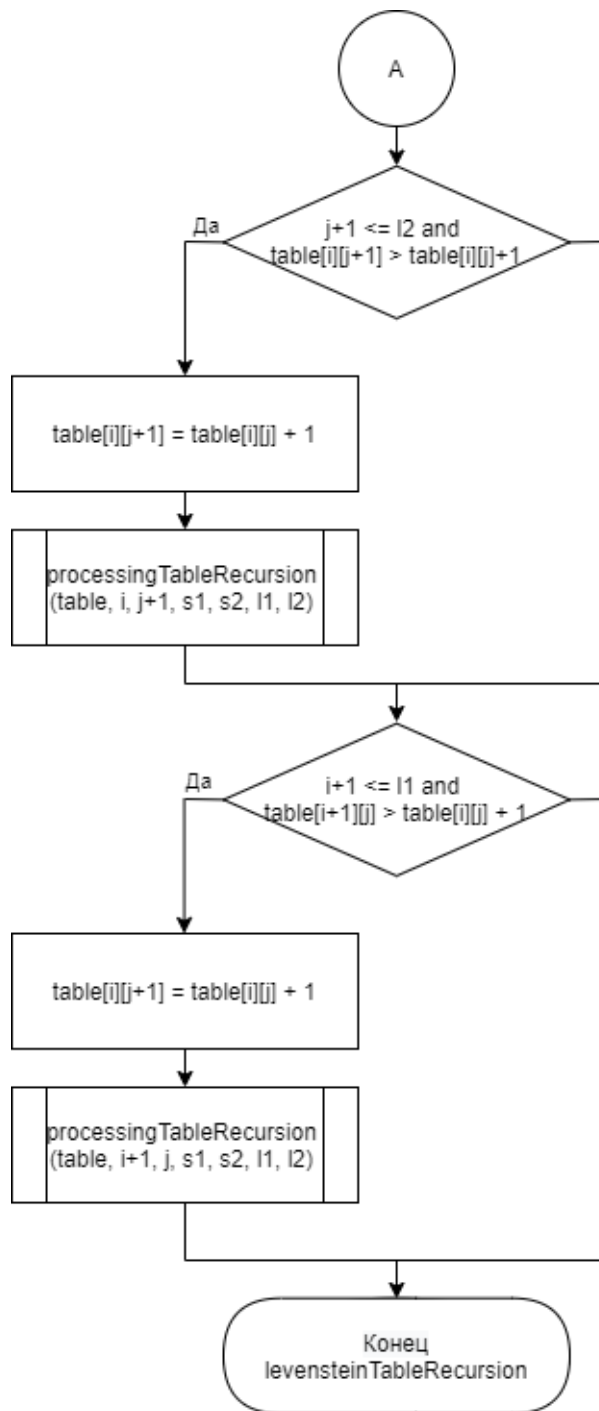 A
j+1 <= l2 and
table[i][j+1] > table[i][j]+1
Да
table[i][j+1] = table[i][j] + 1
processingTableRecursion
(table, i, j+1, s1, s2, l1, l2)
i+1 <= l1 and
table[i+1][j] > table[i][j] + 1
Да
table[i][j+1] = table[i][j] + 1
processingTableRecursion
(table, i+1, j, s1, s2, l1, l2)
Конец
levensteinTableRecursion